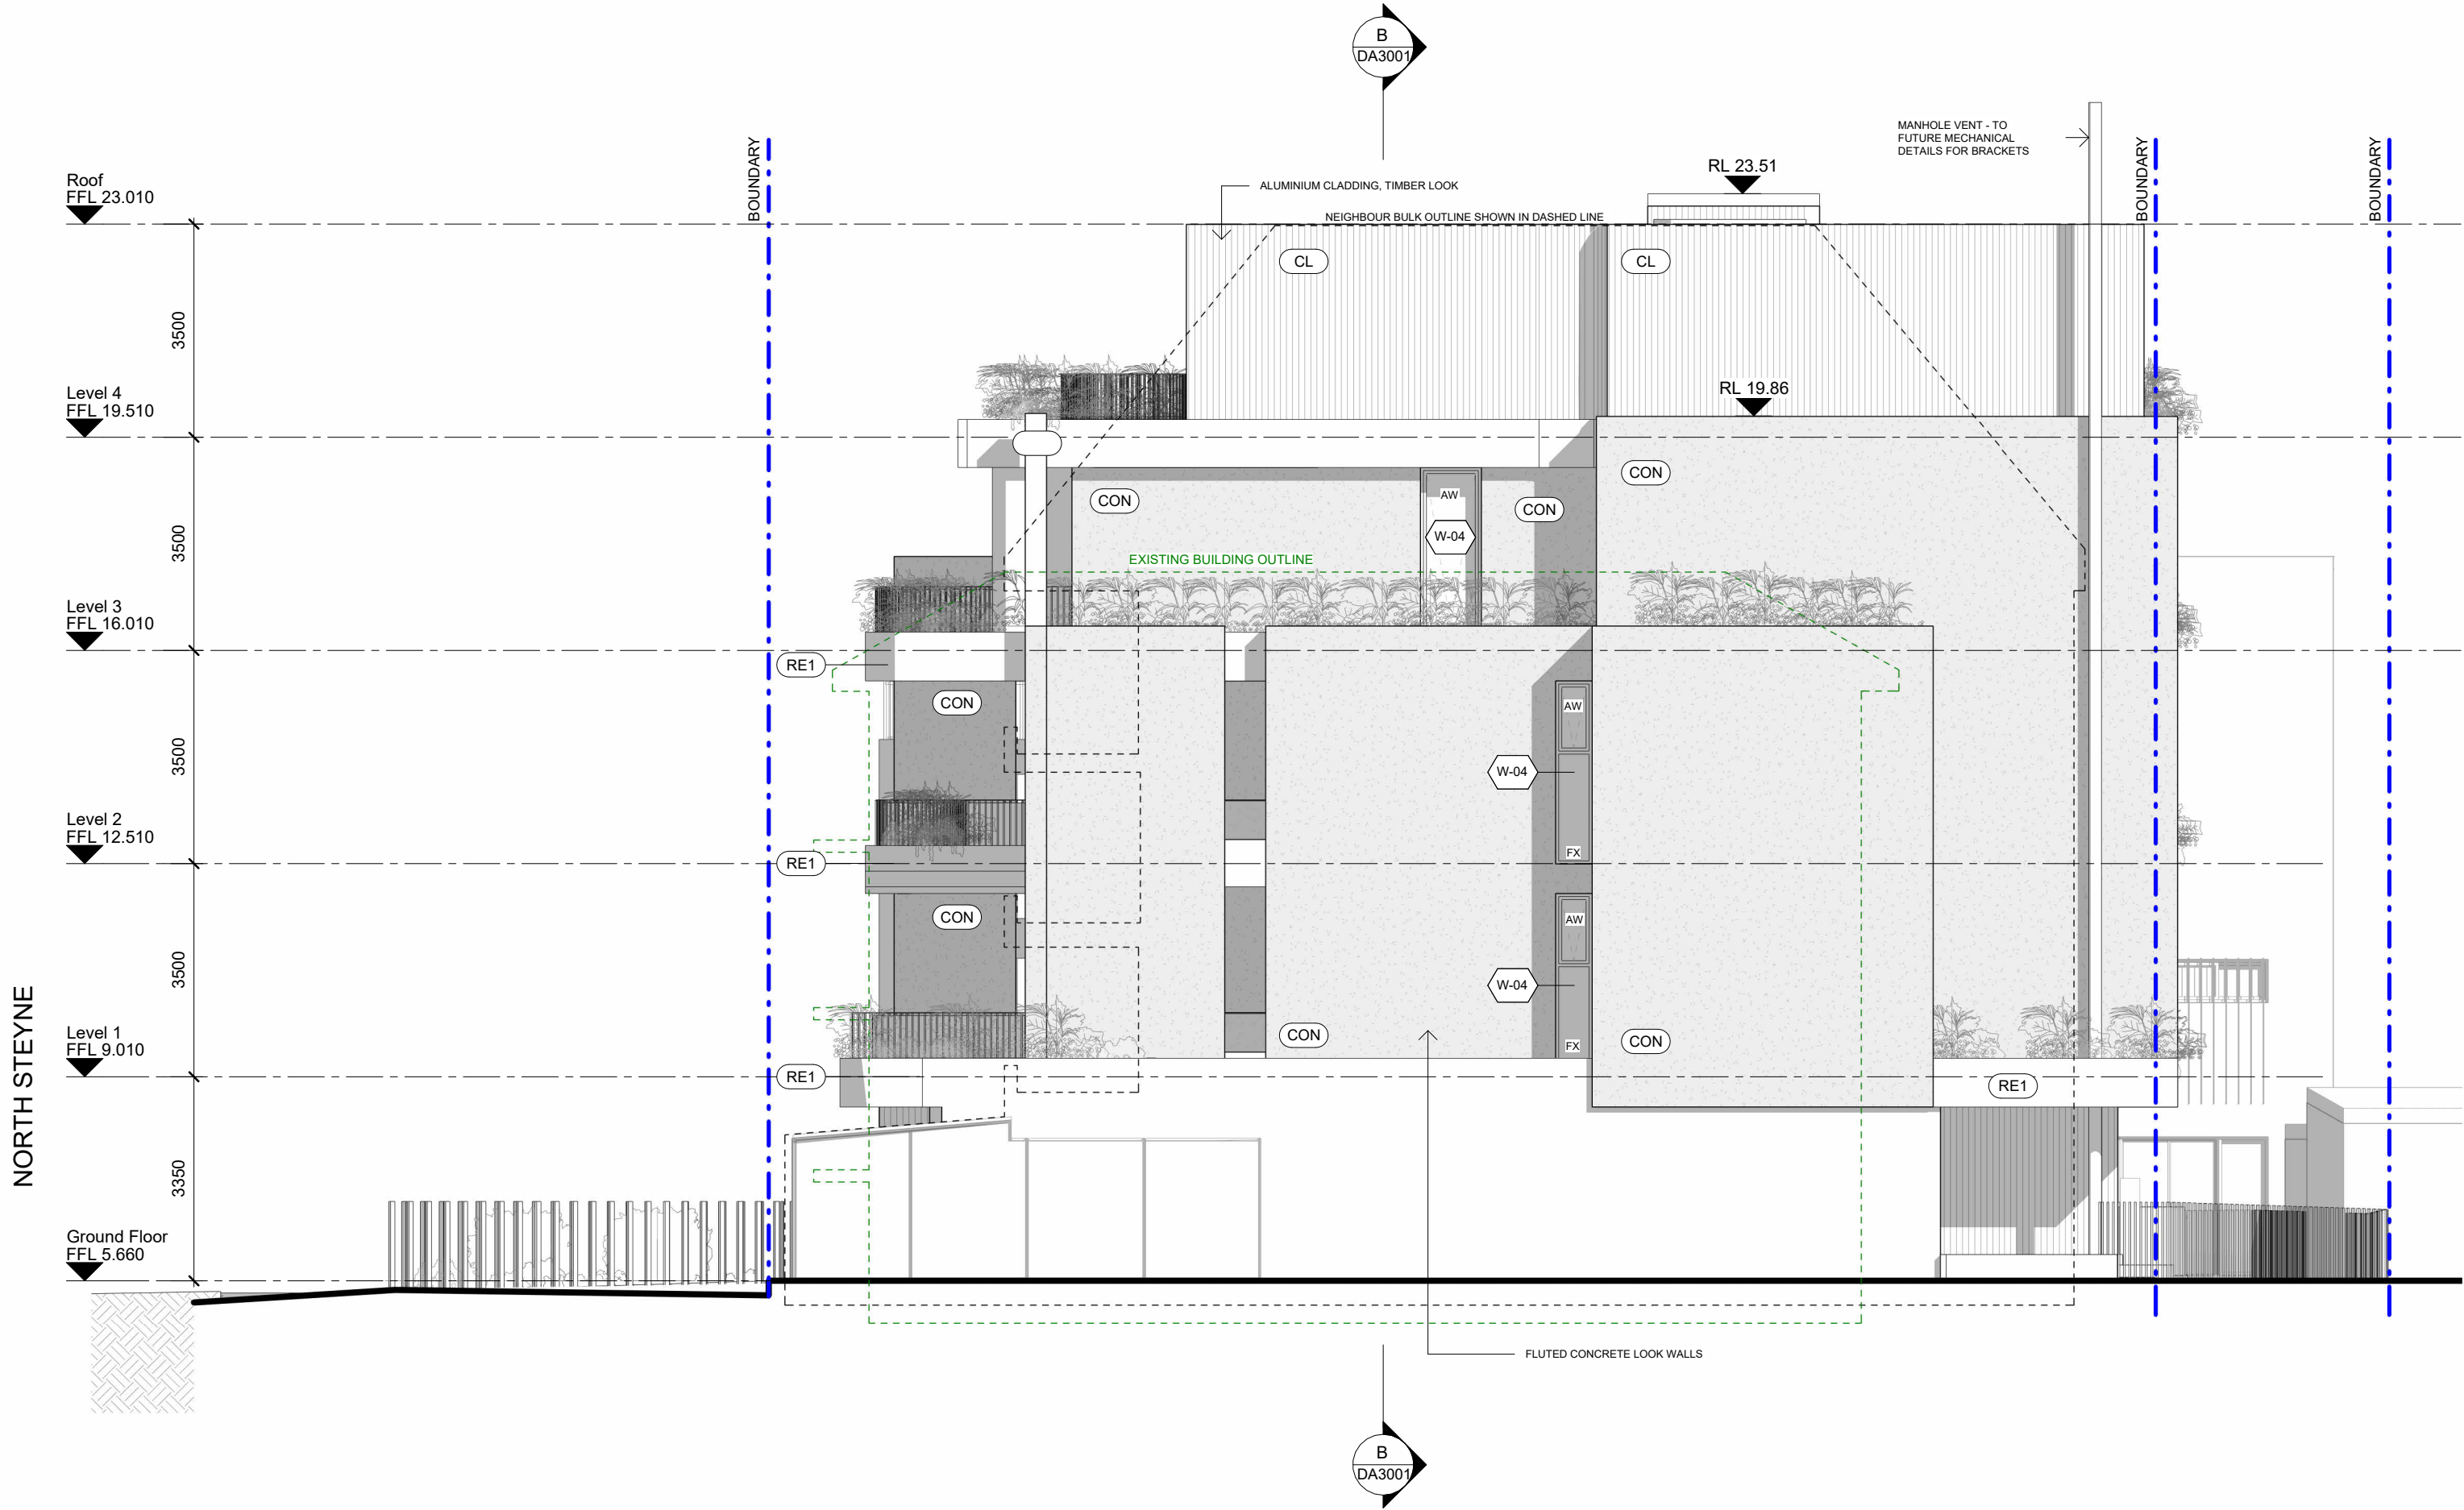 B
DA3001
MANHOLE VENT - TO
FUTURE MECHANICAL
DETAILS FOR BRACKETS
BOUNDARY
BOUNDARY
BOUNDARY
RL 23.51
Roof
FFL 23.010
ALUMINIUM CLADDING, TIMBER LOOK
NEIGHBOUR BULK OUTLINE SHOWN IN DASHED LINE
CL
CL
3500
Level 4
FFL 19.510
RL 19.86
CON
CON
AW
CON
W-04
3500
EXISTING BUILDING OUTLINE
Level 3
FFL 16.010
RE1
CON
AW
3500
W-04
Level 2
FFL 12.510
FX
RE1
CON
AW
3500
W-04
NORTH STEYNE
Level 1
FFL 9.010
CON
CON
FX
RE1
RE1
3350
Ground Floor
FFL 5.660
FLUTED CONCRETE LOOK WALLS
B
DA3001